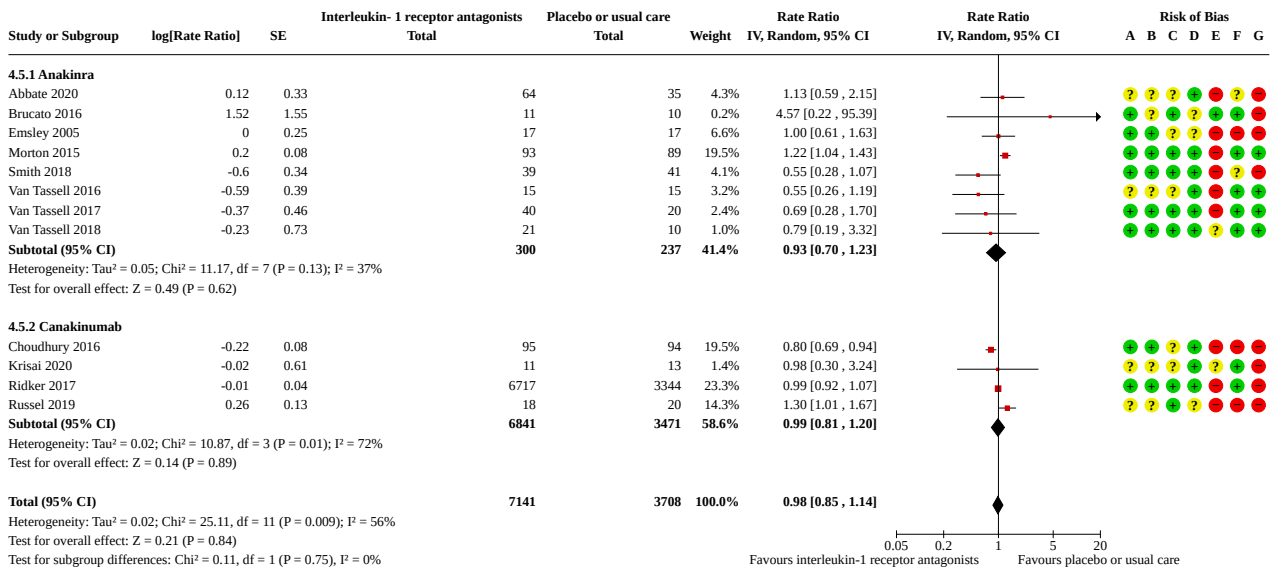 Interleukin- 1 receptor antagonists Placebo or usual care Rate Ratio Rate Ratio Risk of Bias
Study or Subgroup log[Rate Ratio] SE Total Total Weight IV, Random, 95% CI IV, Random, 95% CI A B C D E F G
4.5.1 Anakinra
Abbate 2020 0.12 0.33 64 35 4.3% 1.13 [0.59 , 2.15] ? ? ? + − ? −
Brucato 2016 1.52 1.55 11 10 0.2% 4.57 [0.22 , 95.39] + ? + ? + + −
Emsley 2005 0 0.25 17 17 6.6% 1.00 [0.61 , 1.63] + + ? ? − − −
Morton 2015 0.2 0.08 93 89 19.5% 1.22 [1.04 , 1.43] + + + + − + +
Smith 2018 -0.6 0.34 39 41 4.1% 0.55 [0.28 , 1.07] + + + + − ? −
Van Tassell 2016 -0.59 0.39 15 15 3.2% 0.55 [0.26 , 1.19] ? ? ? + − + +
Van Tassell 2017 -0.37 0.46 40 20 2.4% 0.69 [0.28 , 1.70] + + + + − + +
Van Tassell 2018 -0.23 0.73 21 10 1.0% 0.79 [0.19 , 3.32] + + + + ? + +
Subtotal (95% CI) 300 237 41.4% 0.93 [0.70 , 1.23]
Heterogeneity: Tau² = 0.05; Chi² = 11.17, df = 7 (P = 0.13); I² = 37%
Test for overall effect: Z = 0.49 (P = 0.62)
4.5.2 Canakinumab
Choudhury 2016 -0.22 0.08 95 94 19.5% 0.80 [0.69 , 0.94] + + ? + − − −
Krisai 2020 -0.02 0.61 11 13 1.4% 0.98 [0.30 , 3.24] ? ? ? + ? + −
Ridker 2017 -0.01 0.04 6717 3344 23.3% 0.99 [0.92 , 1.07] + + + + − + −
Russel 2019 0.26 0.13 18 20 14.3% 1.30 [1.01 , 1.67] ? ? + ? − − −
Subtotal (95% CI) 6841 3471 58.6% 0.99 [0.81 , 1.20]
Heterogeneity: Tau² = 0.02; Chi² = 10.87, df = 3 (P = 0.01); I² = 72%
Test for overall effect: Z = 0.14 (P = 0.89)
Total (95% CI) 7141 3708 100.0% 0.98 [0.85 , 1.14]
Heterogeneity: Tau² = 0.02; Chi² = 25.11, df = 11 (P = 0.009); I² = 56%
Test for overall effect: Z = 0.21 (P = 0.84)
0.05 0.2 1 5 20
Test for subgroup differences: Chi² = 0.11, df = 1 (P = 0.75), I² = 0%
Favours interleukin-1 receptor antagonists Favours placebo or usual care